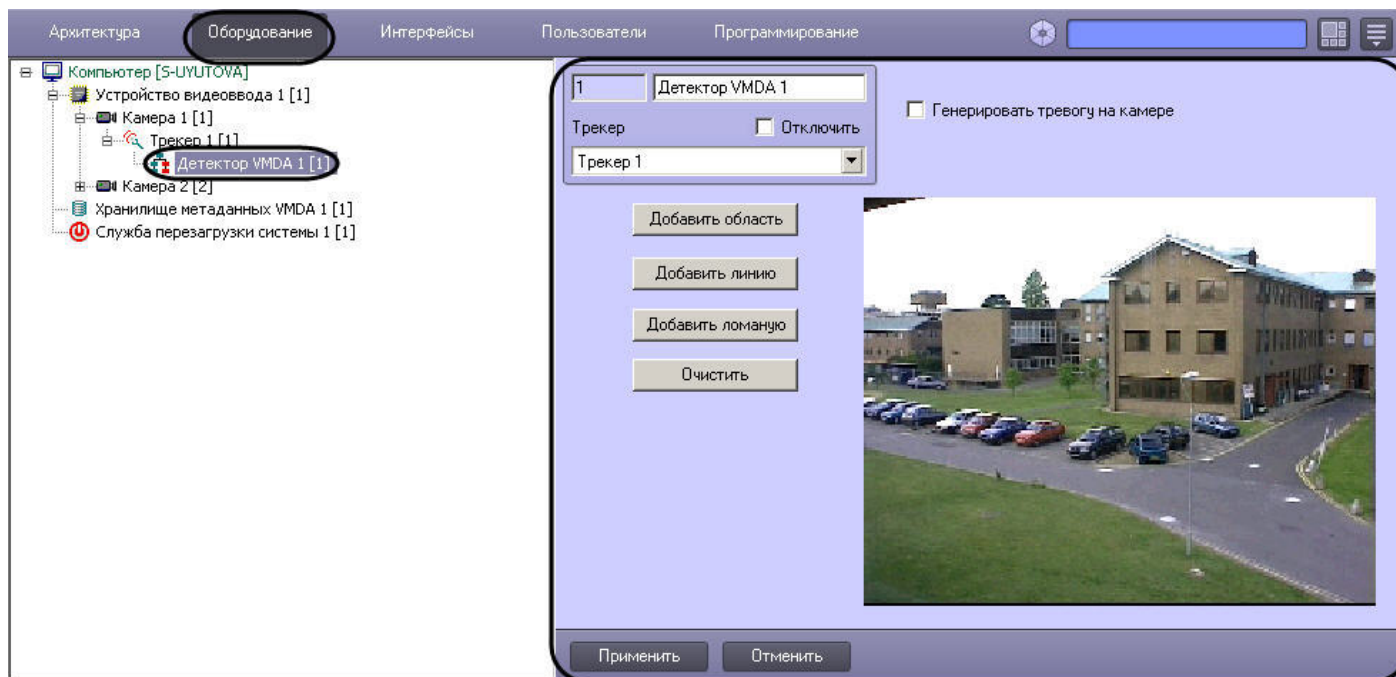 Архитектура Оборудование Интерфейсы Пользователи Программирование
Компьютер [S-UYUTOVA]
Устройство видеоввода 1 [1]
Камера 1 [1]
Трекер 1 [1]
Детектор VMDA 1 [1]
Камера 2 [2]
Хранилище метаданных VMDA 1 [1]
Служба перезагрузки системы 1 [1]
1 Детектор VMDA 1
Трекер Отключить
Трекер 1
Генерировать тревогу на камере
Добавить область
Добавить линию
Добавить ломаную
Очистить
Применить Отменить